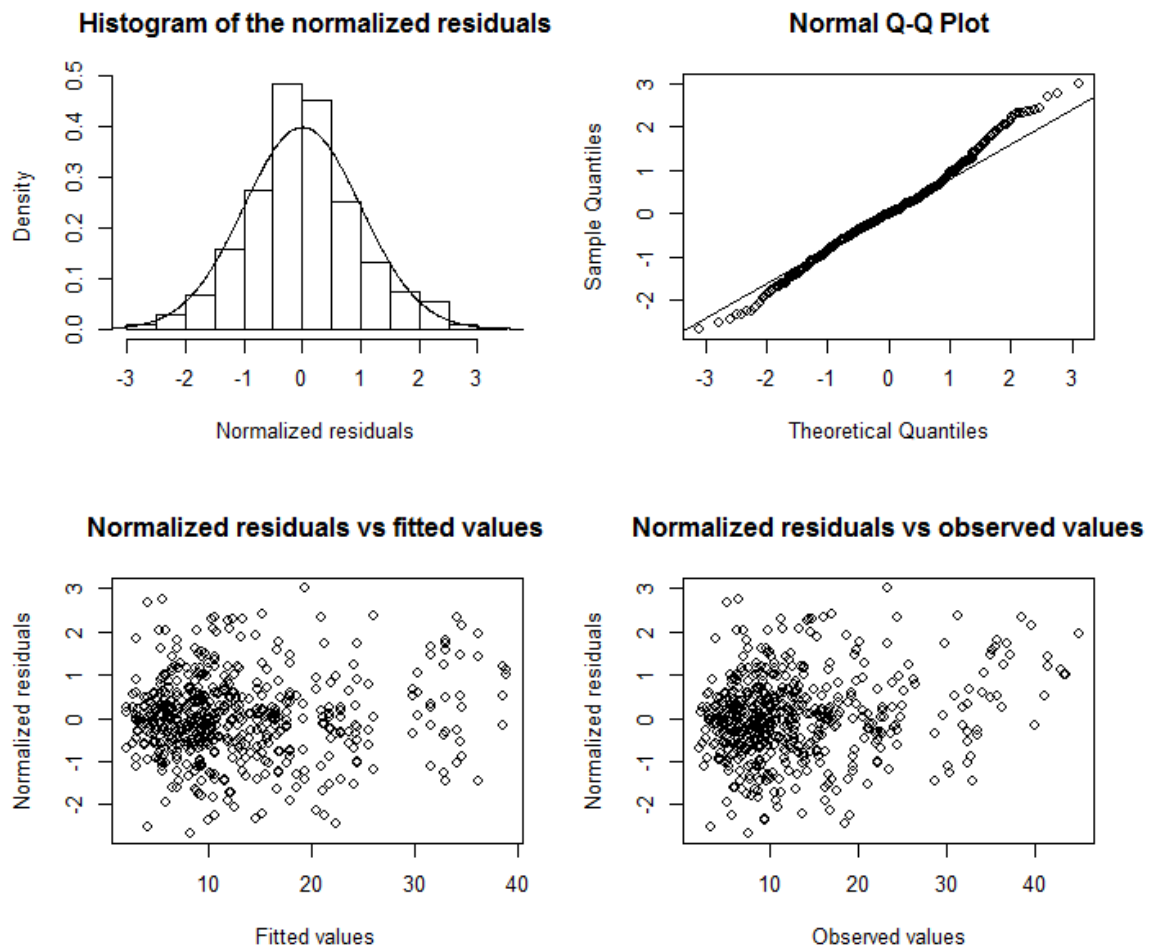 Histogram of the normalized residuals
Density
0.0 0.1 0.2 0.3 0.4 0.5
-3 -2 -1 0 1 2 3
Normalized residuals
Normal Q-Q Plot
Sample Quantiles
-2 -1 0 1 2 3
-3 -2 -1 0 1 2 3
Theoretical Quantiles
Normalized residuals vs fitted values
Normalized residuals
-2 -1 0 1 2 3
10 20 30 40
Fitted values
Normalized residuals vs observed values
Normalized residuals
-2 -1 0 1 2 3
10 20 30 40
Observed values